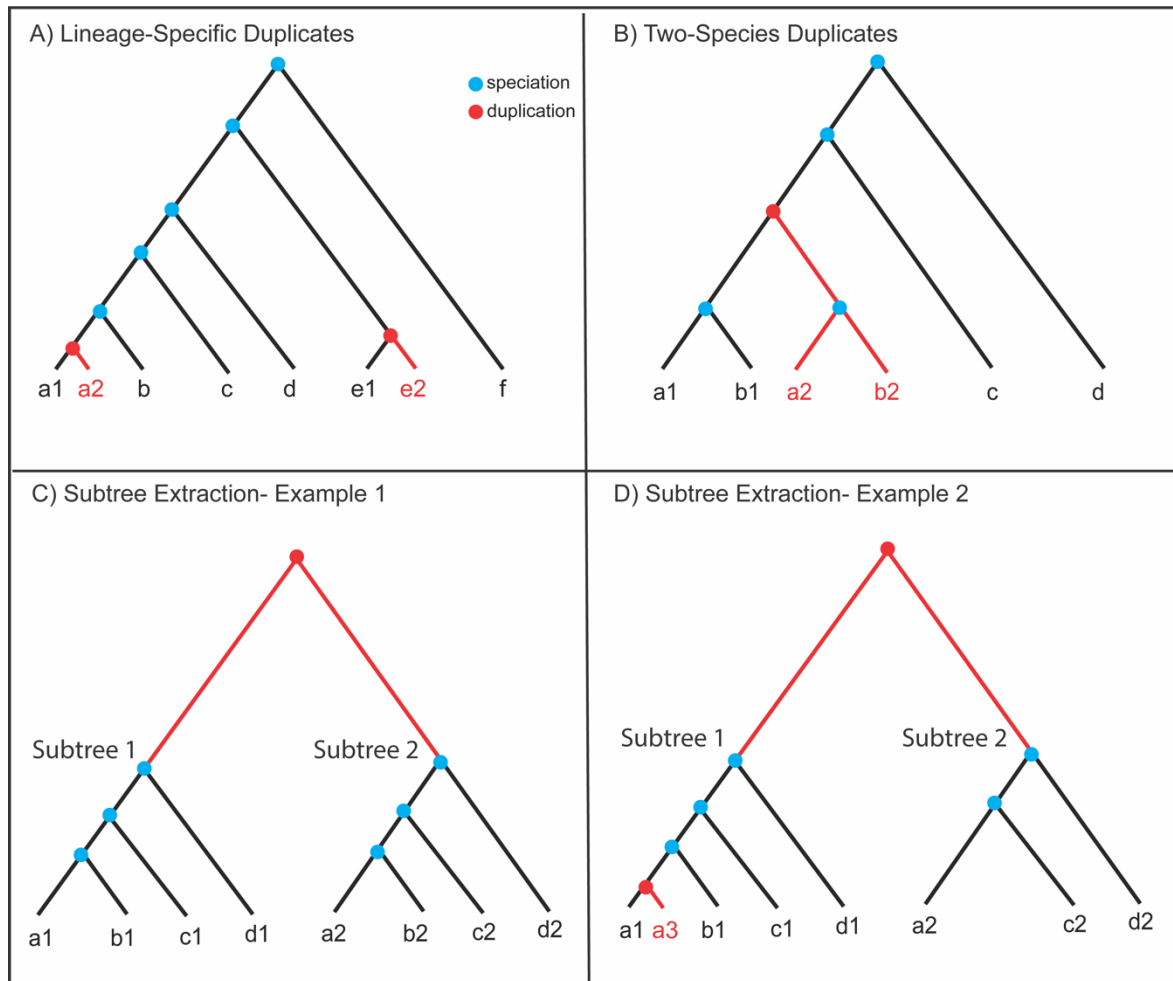 A) Lineage-Specific Duplicates
speciation
duplication
a1 a2 b c d e1 e2 f
B) Two-Species Duplicates
a1 b1 a2 b2 c d
C) Subtree Extraction- Example 1
Subtree 1 Subtree 2
a1 b1 c1 d1 a2 b2 c2 d2
D) Subtree Extraction- Example 2
Subtree 1 Subtree 2
a1 a3 b1 c1 d1 a2 c2 d2